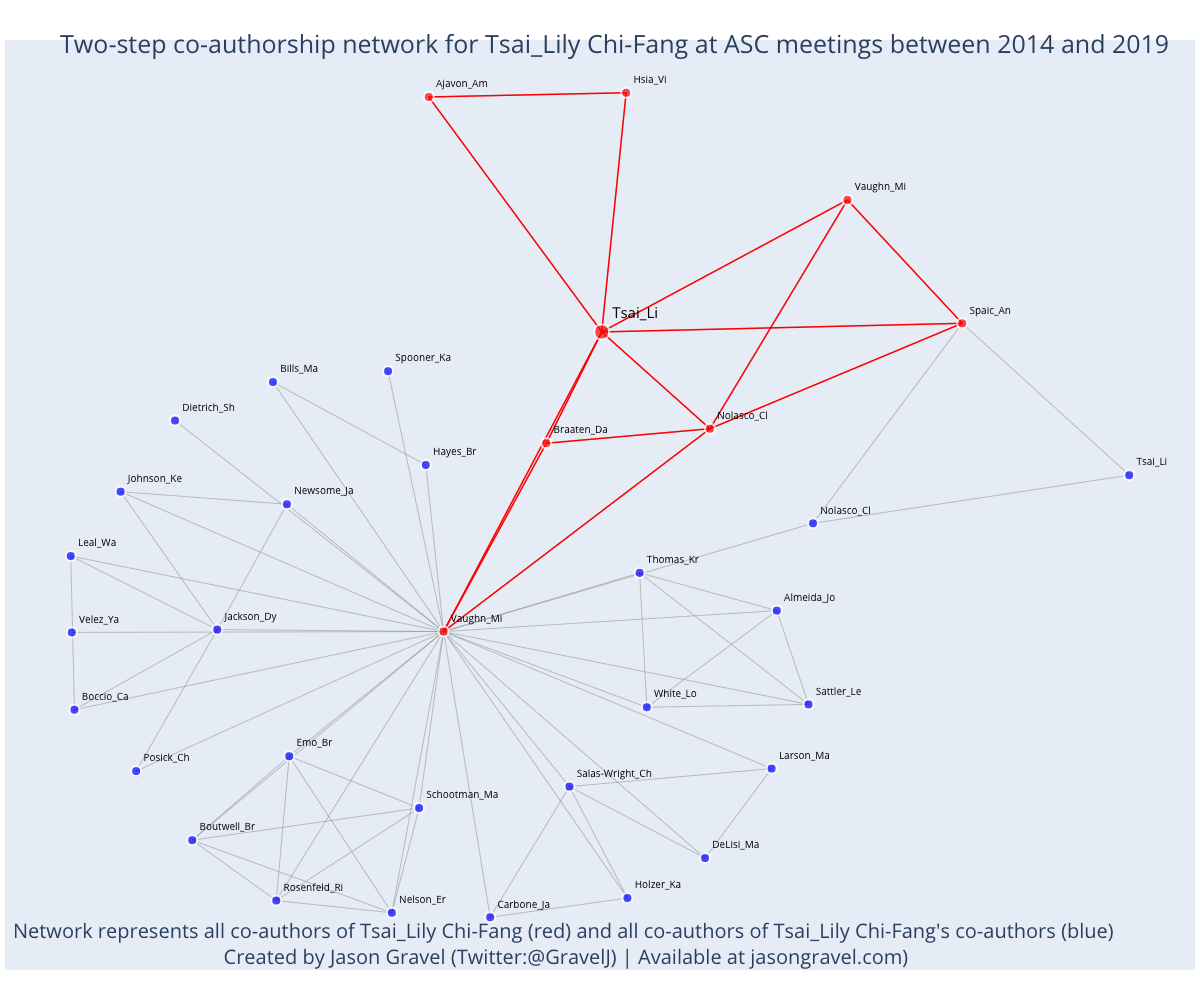 Two-step co-authorship network for Tsai_Lily Chi-Fang at ASC meetings between 2014 and 2019
Ajavon_Am
Hsia_Vi
Vaughn_Mi
Tsai_Li
Spaic_An
Spooner_Ka
Bills_Ma
Dietrich_Sh
Nolasco_Cl
Braaten_Da
Hayes_Br
Tsai_Li
Johnson_Ke
Newsome_Ja
Nolasco_Cl
Leal_Wa
Thomas_Kr
Almeida_Jo
Velez_Ya
Jackson_Dy
Vaughn_Mi
Boccio_Ca
White_Lo
Sattler_Le
Emo_Br
Posick_Ch
Larson_Ma
Salas-Wright_Ch
Schootman_Ma
Boutwell_Br
DeLisi_Ma
Rosenfeld_Ri
Holzer_Ka
Nelson_Er
Carbone_Ja
Network represents all co-authors of Tsai_Lily Chi-Fang (red) and all co-authors of Tsai_Lily Chi-Fang's co-authors (blue)
Created by Jason Gravel (Twitter:@GravelJ) | Available at jasongravel.com)